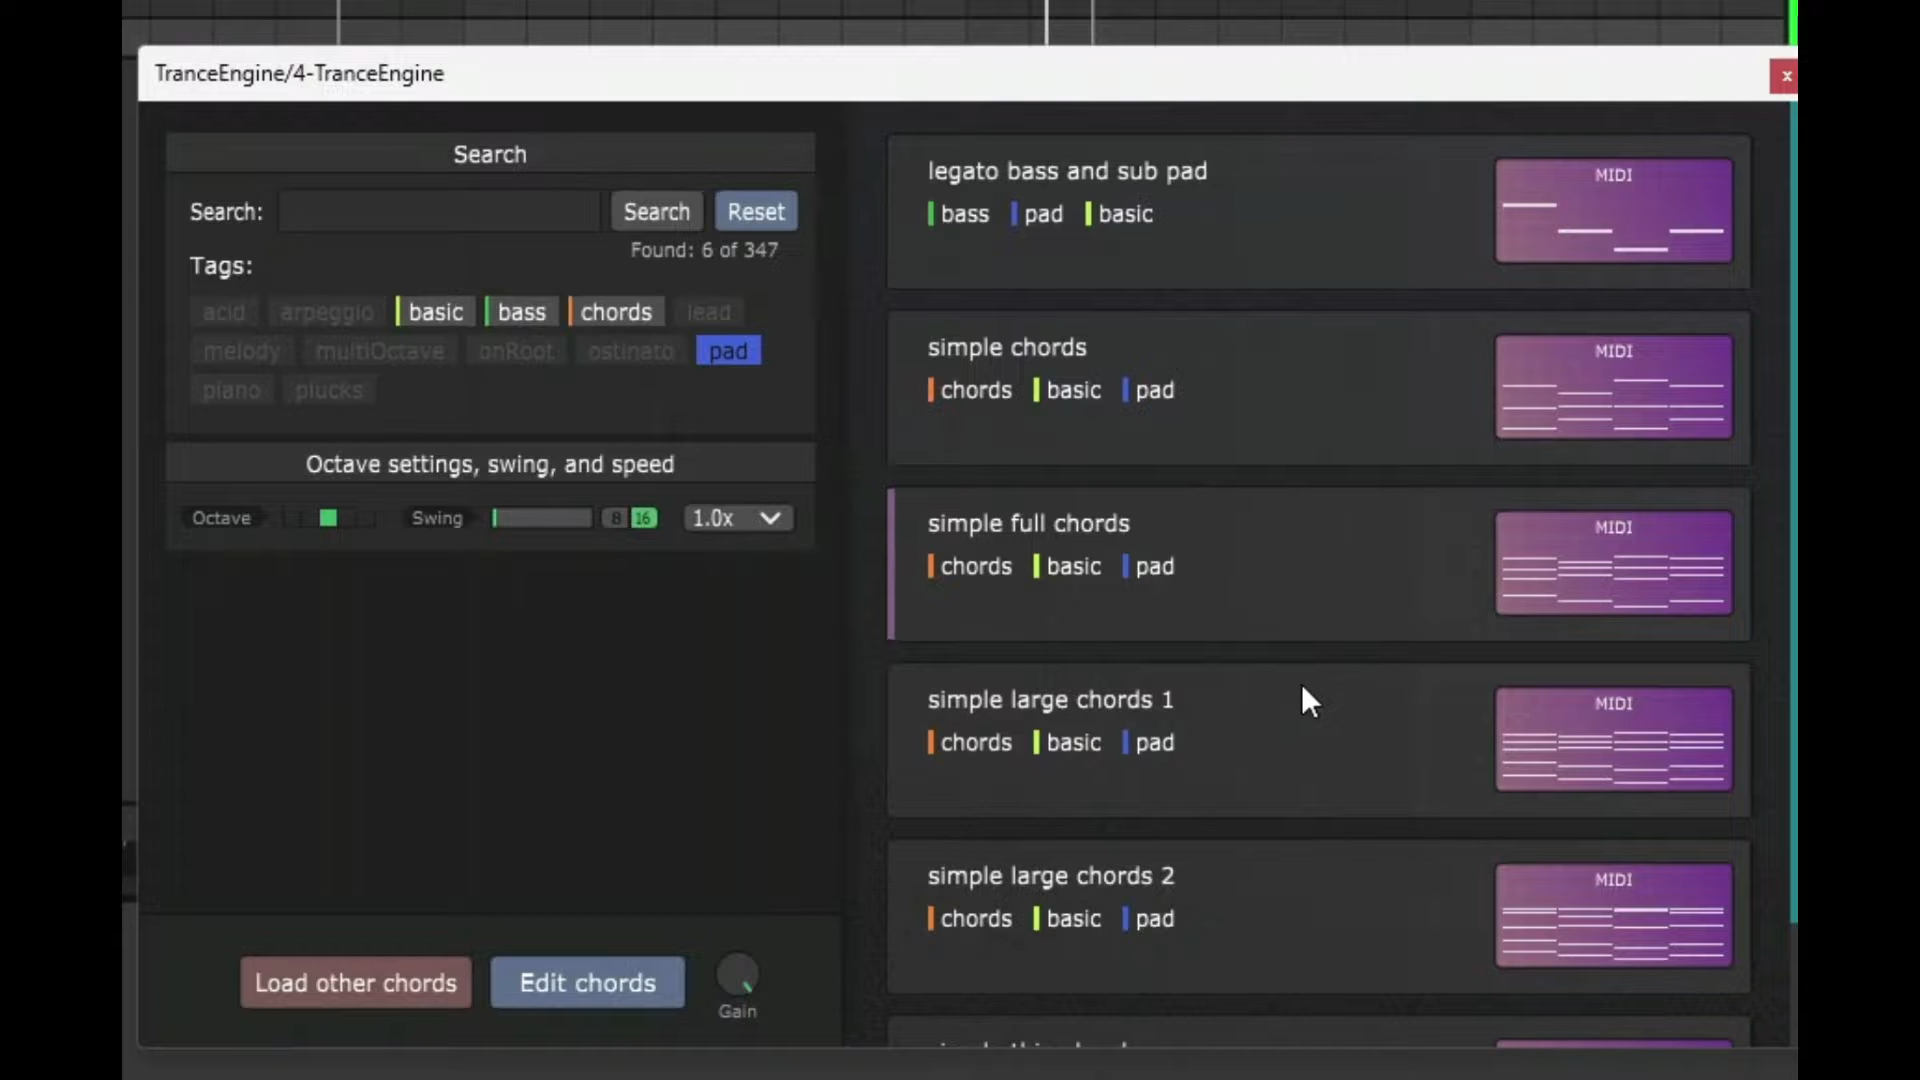 TranceEngine/4-TranceEngine
x
Search
Search:
Search
Reset
Found: 6 of 347
Tags:
acid arpeggio basic bass chords lead
melody multiOctave onRoot ostinato pad
piano plucks
Octave settings, swing, and speed
Octave
Swing
8 16
1.0x
Load other chords
Edit chords
Gain
legato bass and sub pad
bass pad basic
MIDI
simple chords
chords basic pad
MIDI
simple full chords
chords basic pad
MIDI
simple large chords 1
chords basic pad
MIDI
simple large chords 2
chords basic pad
MIDI